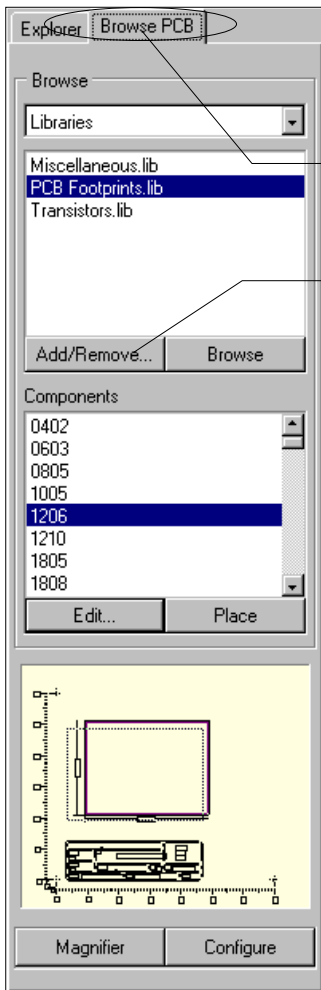 Explorer Browse PCB
Browse
Libraries
Miscellaneous.lib
PCB Footprints.lib
Transistors.lib
Add/Remove... Browse
Components
0402
0603
0805
1005
1206
1210
1805
1808
Edit... Place
Magnifier Configure